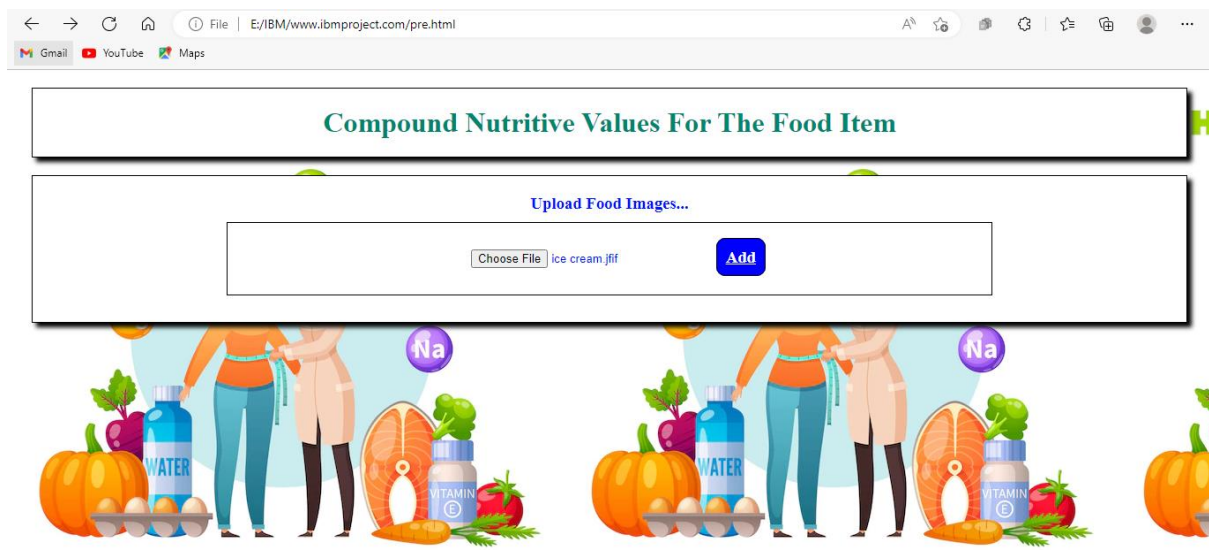 File | E:/IBM/www.ibmproject.com/pre.html
Gmail YouTube Maps
Compound Nutritive Values For The Food Item
H
Upload Food Images...
Choose File ice cream.jfif Add
Na Na
WATER WATER
VITAMIN E VITAMIN E